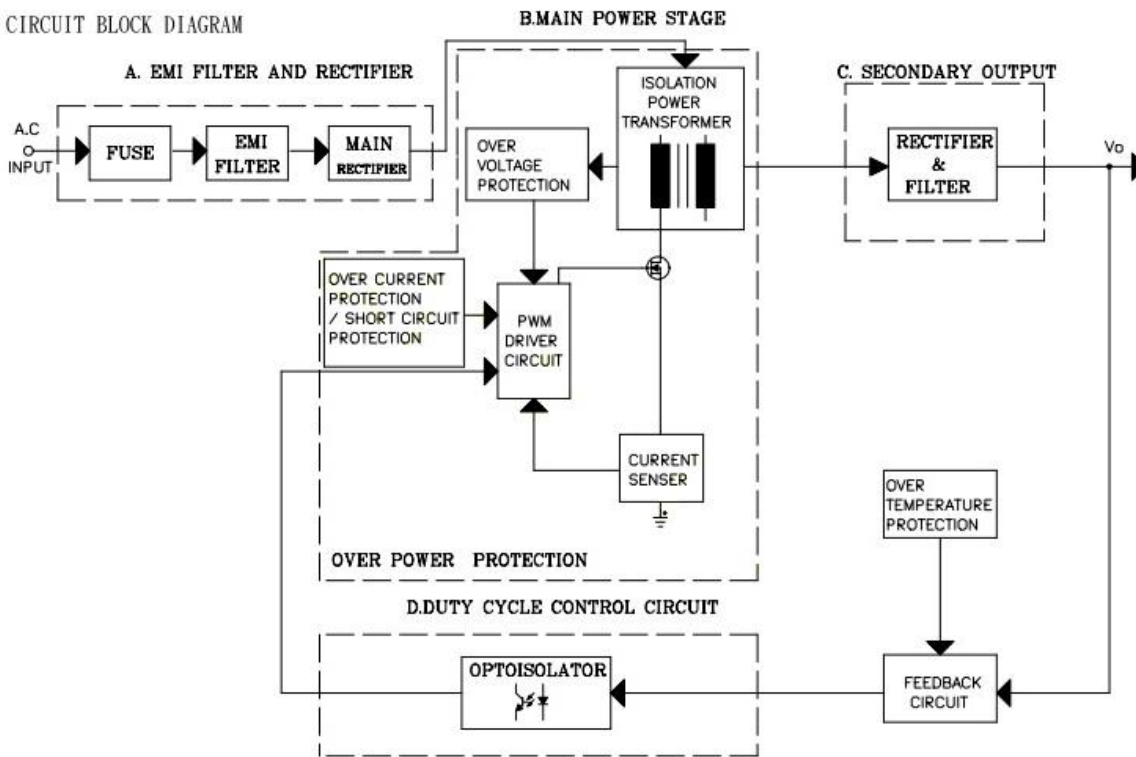 CIRCUIT BLOCK DIAGRAM
B.MAIN POWER STAGE
A. EMI FILTER AND RECTIFIER
C. SECONDARY OUTPUT
A.C
INPUT
FUSE
EMI
FILTER
MAIN
RECTIFIER
OVER
VOLTAGE
PROTECTION
ISOLATION
POWER
TRANSFORMER
RECTIFIER
&
FILTER
Vo
OVER CURRENT
PROTECTION
/ SHORT CIRCUIT
PROTECTION
PWM
DRIVER
CIRCUIT
CURRENT
SENSER
OVER
TEMPERATURE
PROTECTION
OVER POWER PROTECTION
D.DUTY CYCLE CONTROL CIRCUIT
OPTOISOLATOR
FEEDBACK
CIRCUIT